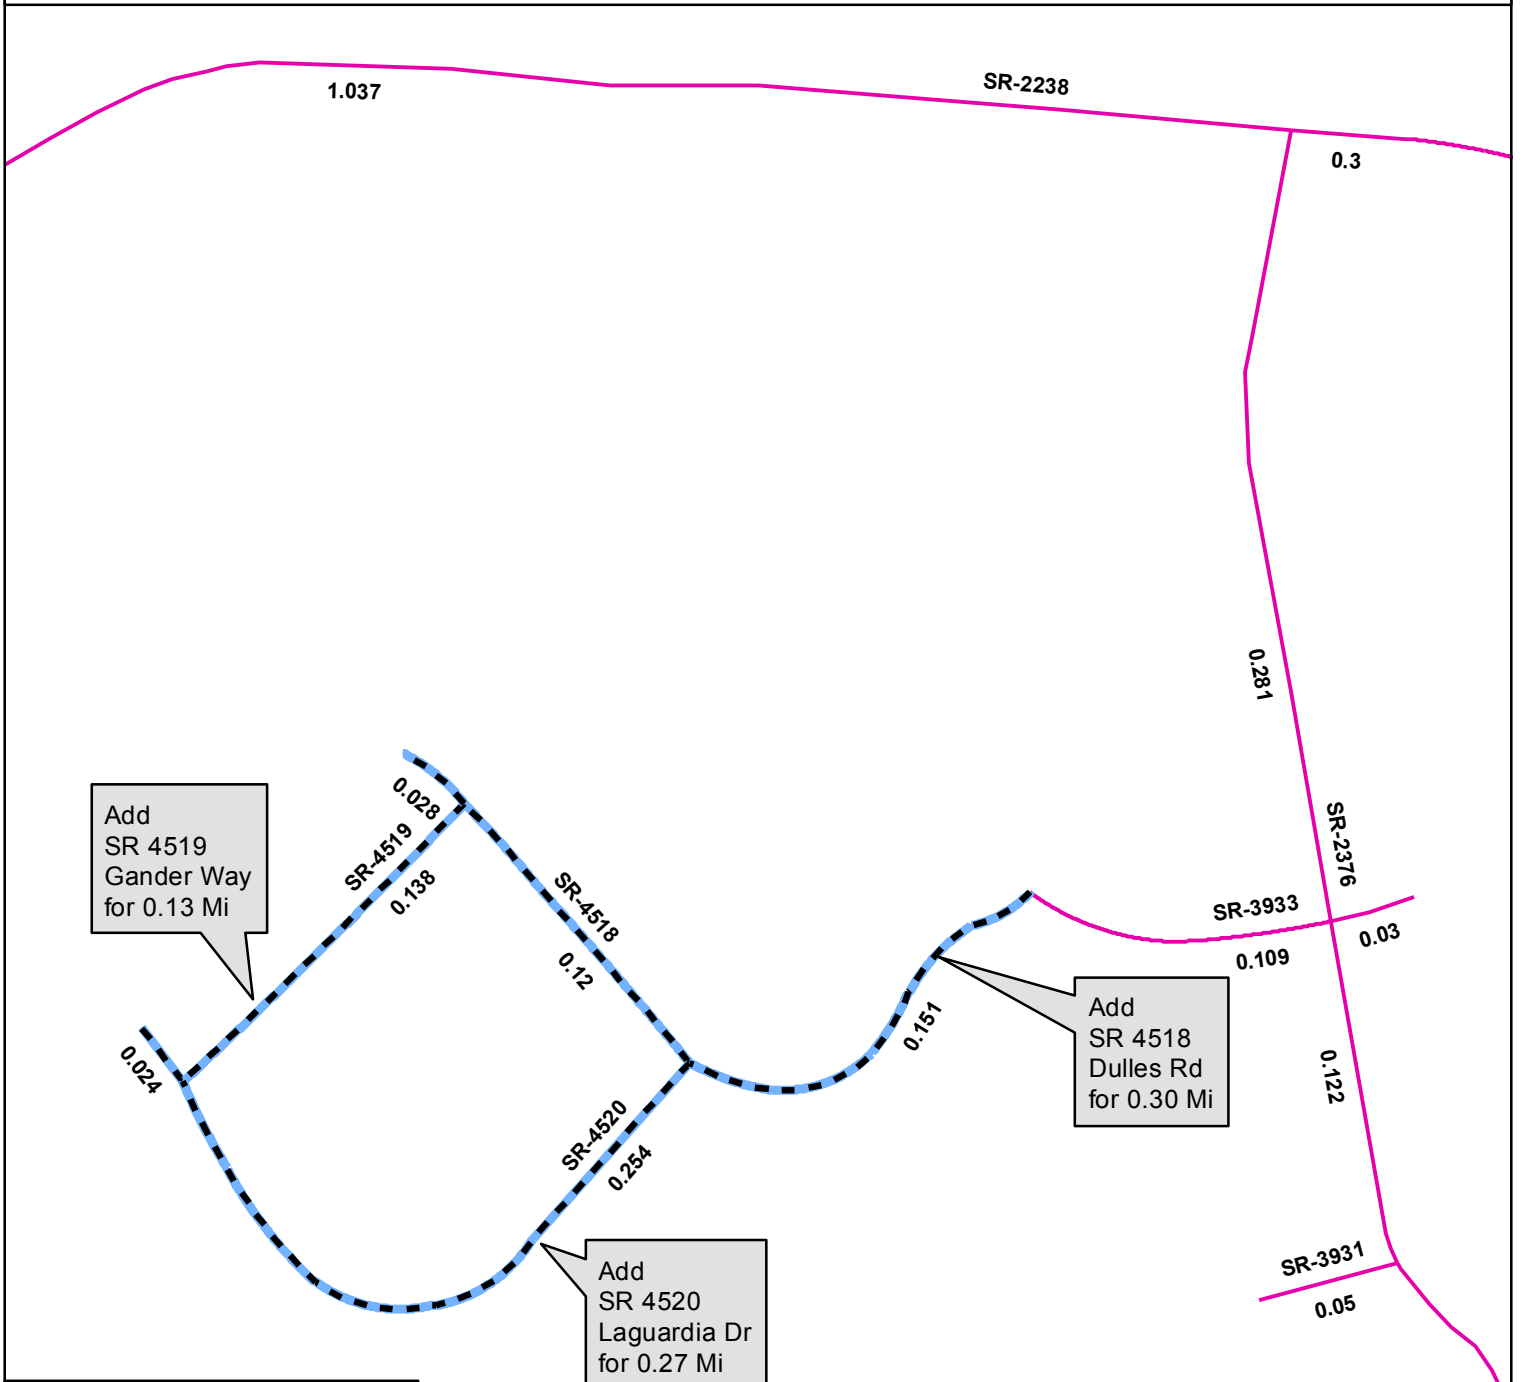 SR-2238
1.037
0.3
0.281
SR-2376
0.028
SR-4519
0.138
Add
SR 4519
Gander Way
for 0.13 Mi
SR-4518
0.12
SR-3933
0.109
0.03
0.151
Add
SR 4518
Dulles Rd
for 0.30 Mi
0.024
0.122
SR-4520
0.254
Add
SR 4520
Laguardia Dr
for 0.27 Mi
SR-3931
0.05